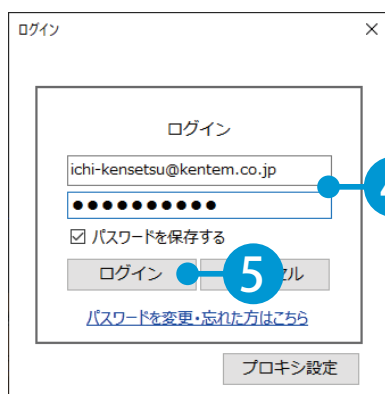 ログイン
ログイン
ichi-kensetsu@kentem.co.jp
●●●●●●●●●●
パスワードを保存する
ログイン 5 セル
パスワードを変更・忘れた方はこちら
プロキシ設定